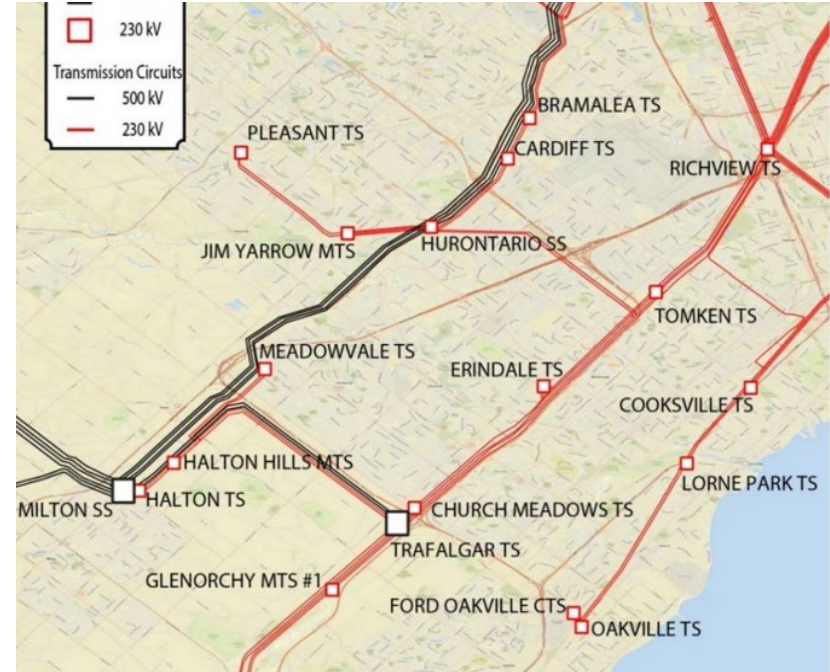 230 kV
Transmission Circuits
500 kV
230 kV
BRAMALEA TS
PLEASANT TS
CARDIFF TS
RICHVIEW TS
JIM YARROW MTS
HURONTARIO SS
TOMKEN TS
MEADOWVALE TS
ERINDALE TS
COOKSVILLE TS
HALTON HILLS MTS
LORNE PARK TS
MILTON SS
HALTON TS
CHURCH MEADOWS TS
TRAFALGAR TS
GLENORCHY MTS #1
FORD OAKVILLE CTS
OAKVILLE TS